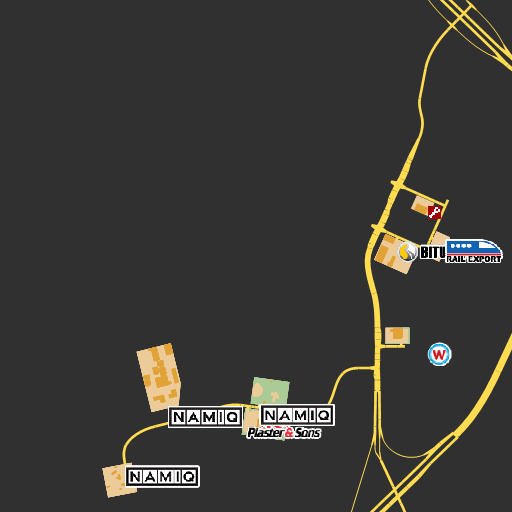 BITU
RAIL EXPORT
W
NAMIQ
NAMIQ
Plaster & Sons
NAMIQ